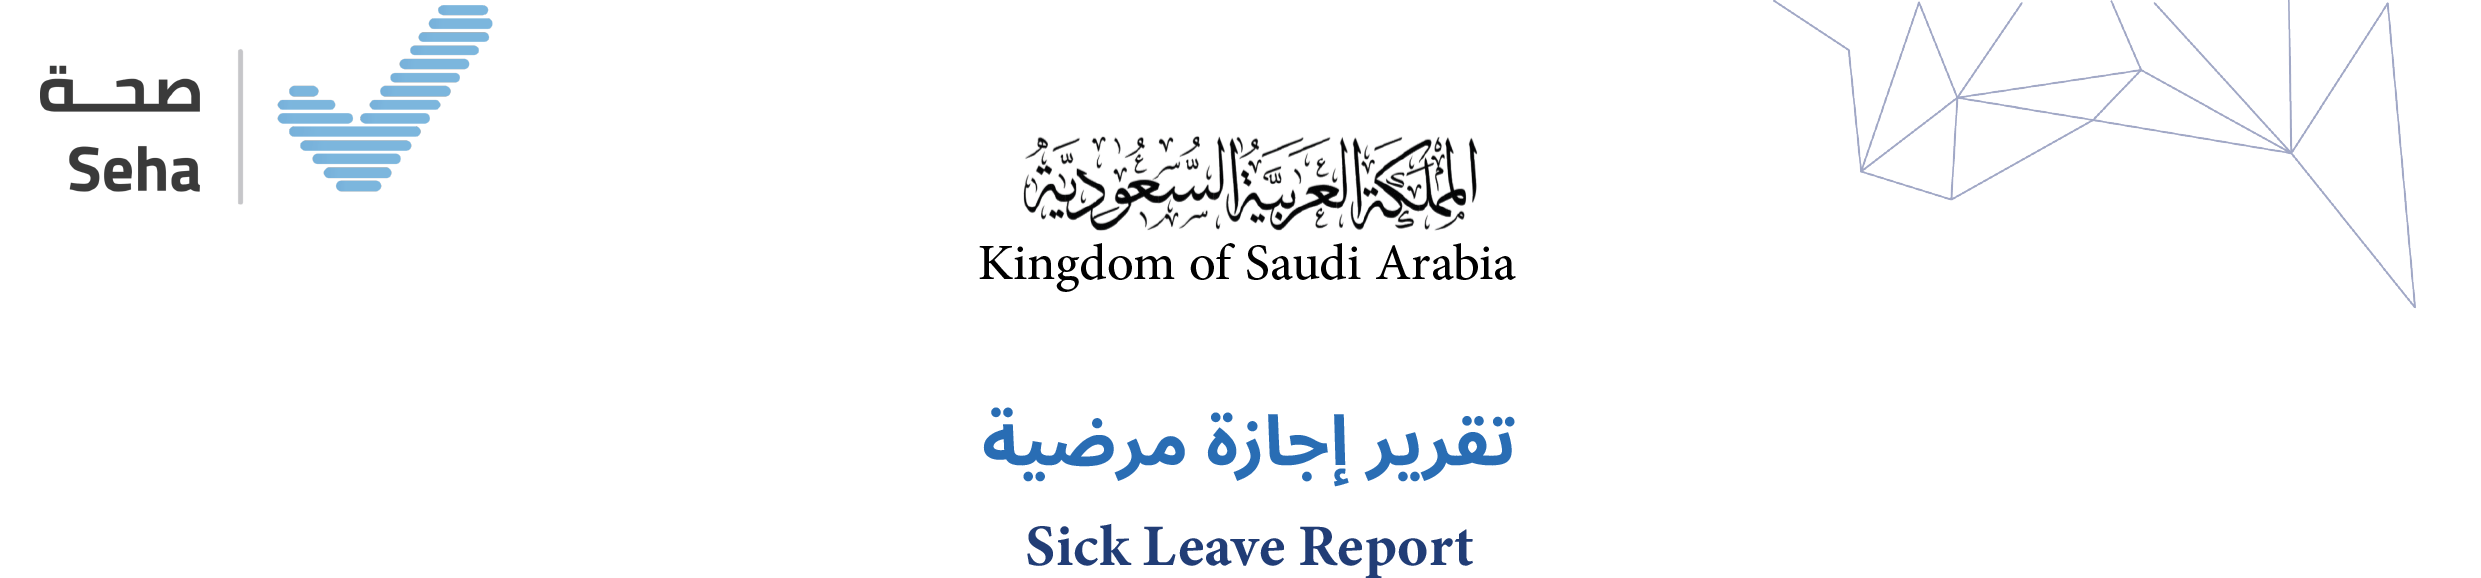 صحة
Seha
المملكة العربية السعودية
Kingdom of Saudi Arabia
تقرير إجازة مرضية
Sick Leave Report